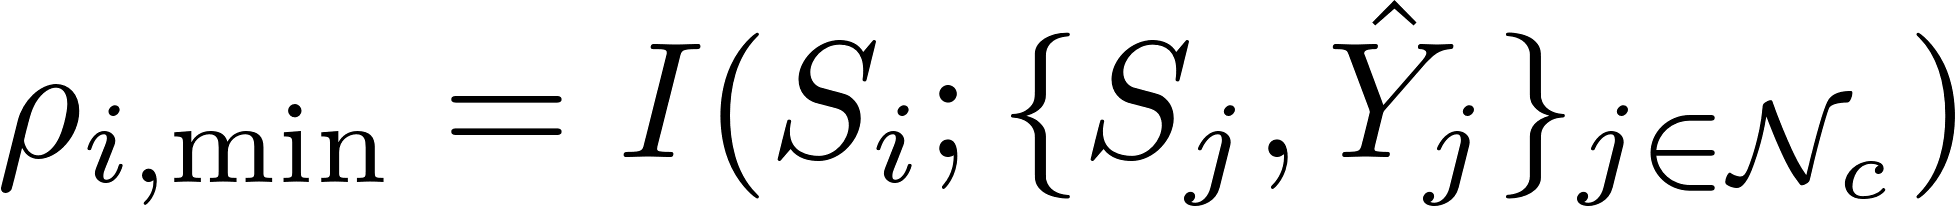 ρ_{i,min} = I(S_i; {S_j, Ŷ_j}_{j∈𝒩_c})